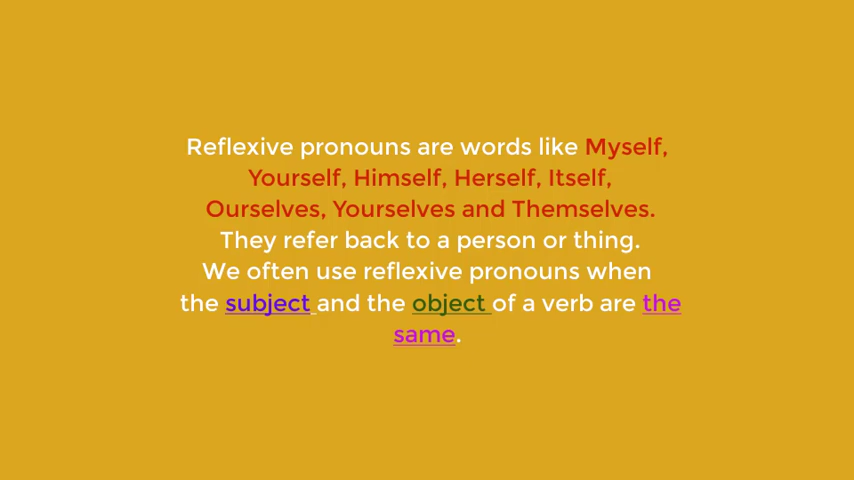 Reflexive pronouns are words like Myself,
Yourself, Himself, Herself, Itself,
Ourselves, Yourselves and Themselves.
They refer back to a person or thing.
We often use reflexive pronouns when
the subject and the object of a verb are the
same.